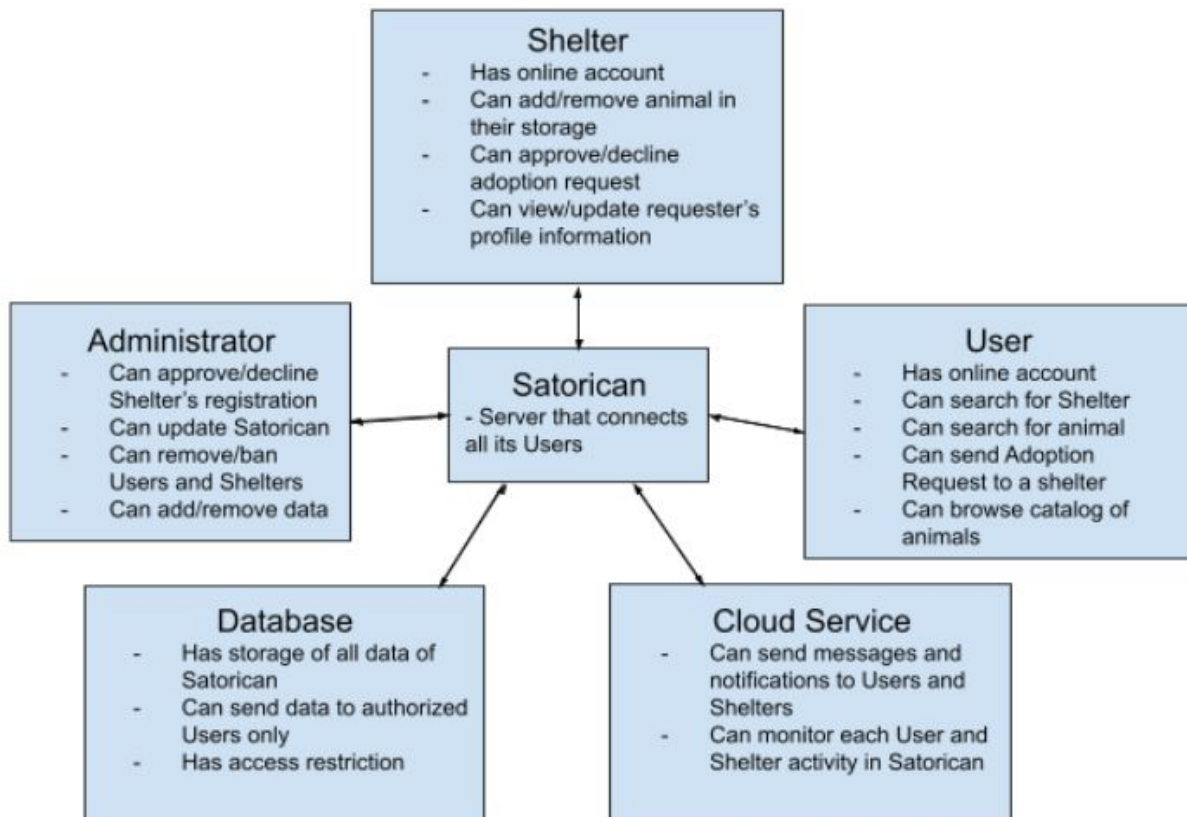 Shelter
- Has online account
- Can add/remove animal in
their storage
- Can approve/decline
adoption request
- Can view/update requester's
profile information
Administrator
- Can approve/decline
Shelter's registration
- Can update Satorican
- Can remove/ban
Users and Shelters
- Can add/remove data
Satorican
- Server that connects
all its Users
User
- Has online account
- Can search for Shelter
- Can search for animal
- Can send Adoption
Request to a shelter
- Can browse catalog of
animals
Database
- Has storage of all data of
Satorican
- Can send data to authorized
Users only
- Has access restriction
Cloud Service
- Can send messages and
notifications to Users and
Shelters
- Can monitor each User and
Shelter activity in Satorican